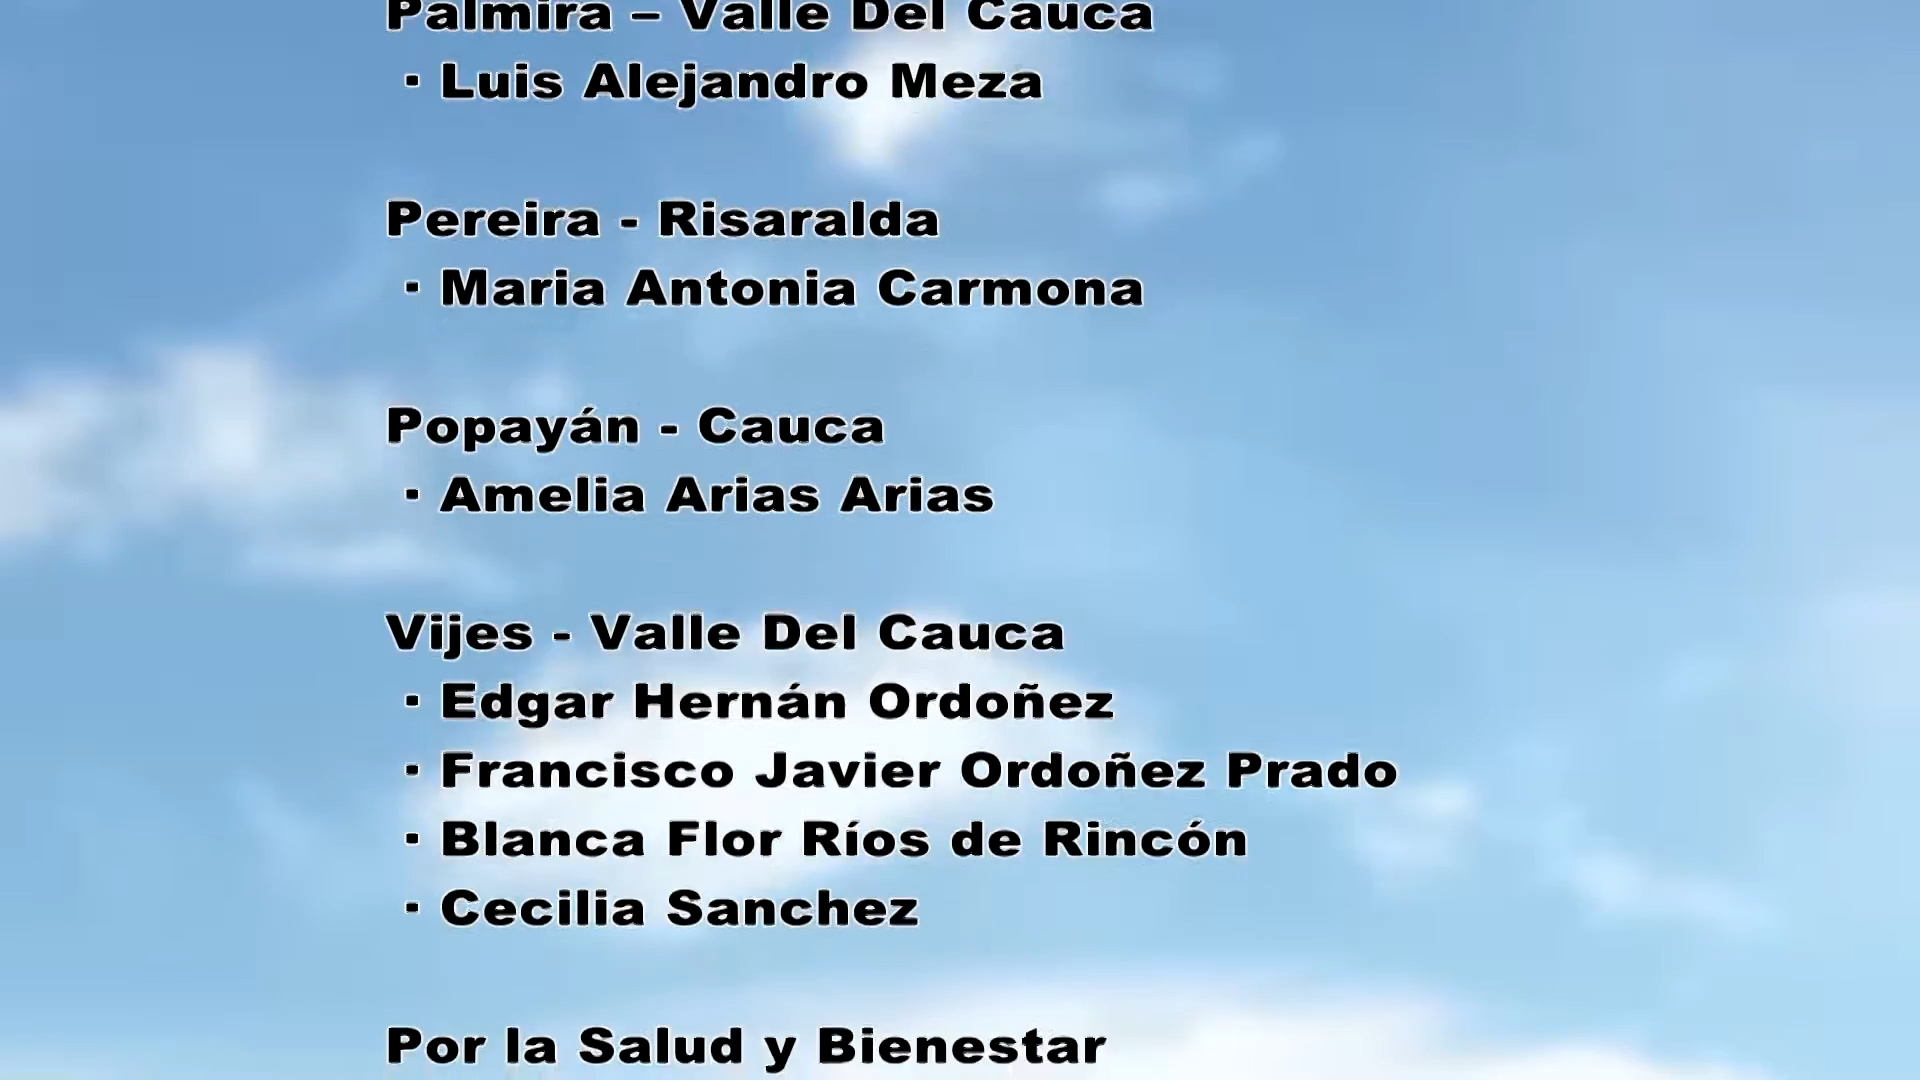 Palmira – Valle Del Cauca
· Luis Alejandro Meza
Pereira - Risaralda
· Maria Antonia Carmona
Popayán - Cauca
· Amelia Arias Arias
Vijes - Valle Del Cauca
· Edgar Hernán Ordoñez
· Francisco Javier Ordoñez Prado
· Blanca Flor Ríos de Rincón
· Cecilia Sanchez
Por la Salud y Bienestar